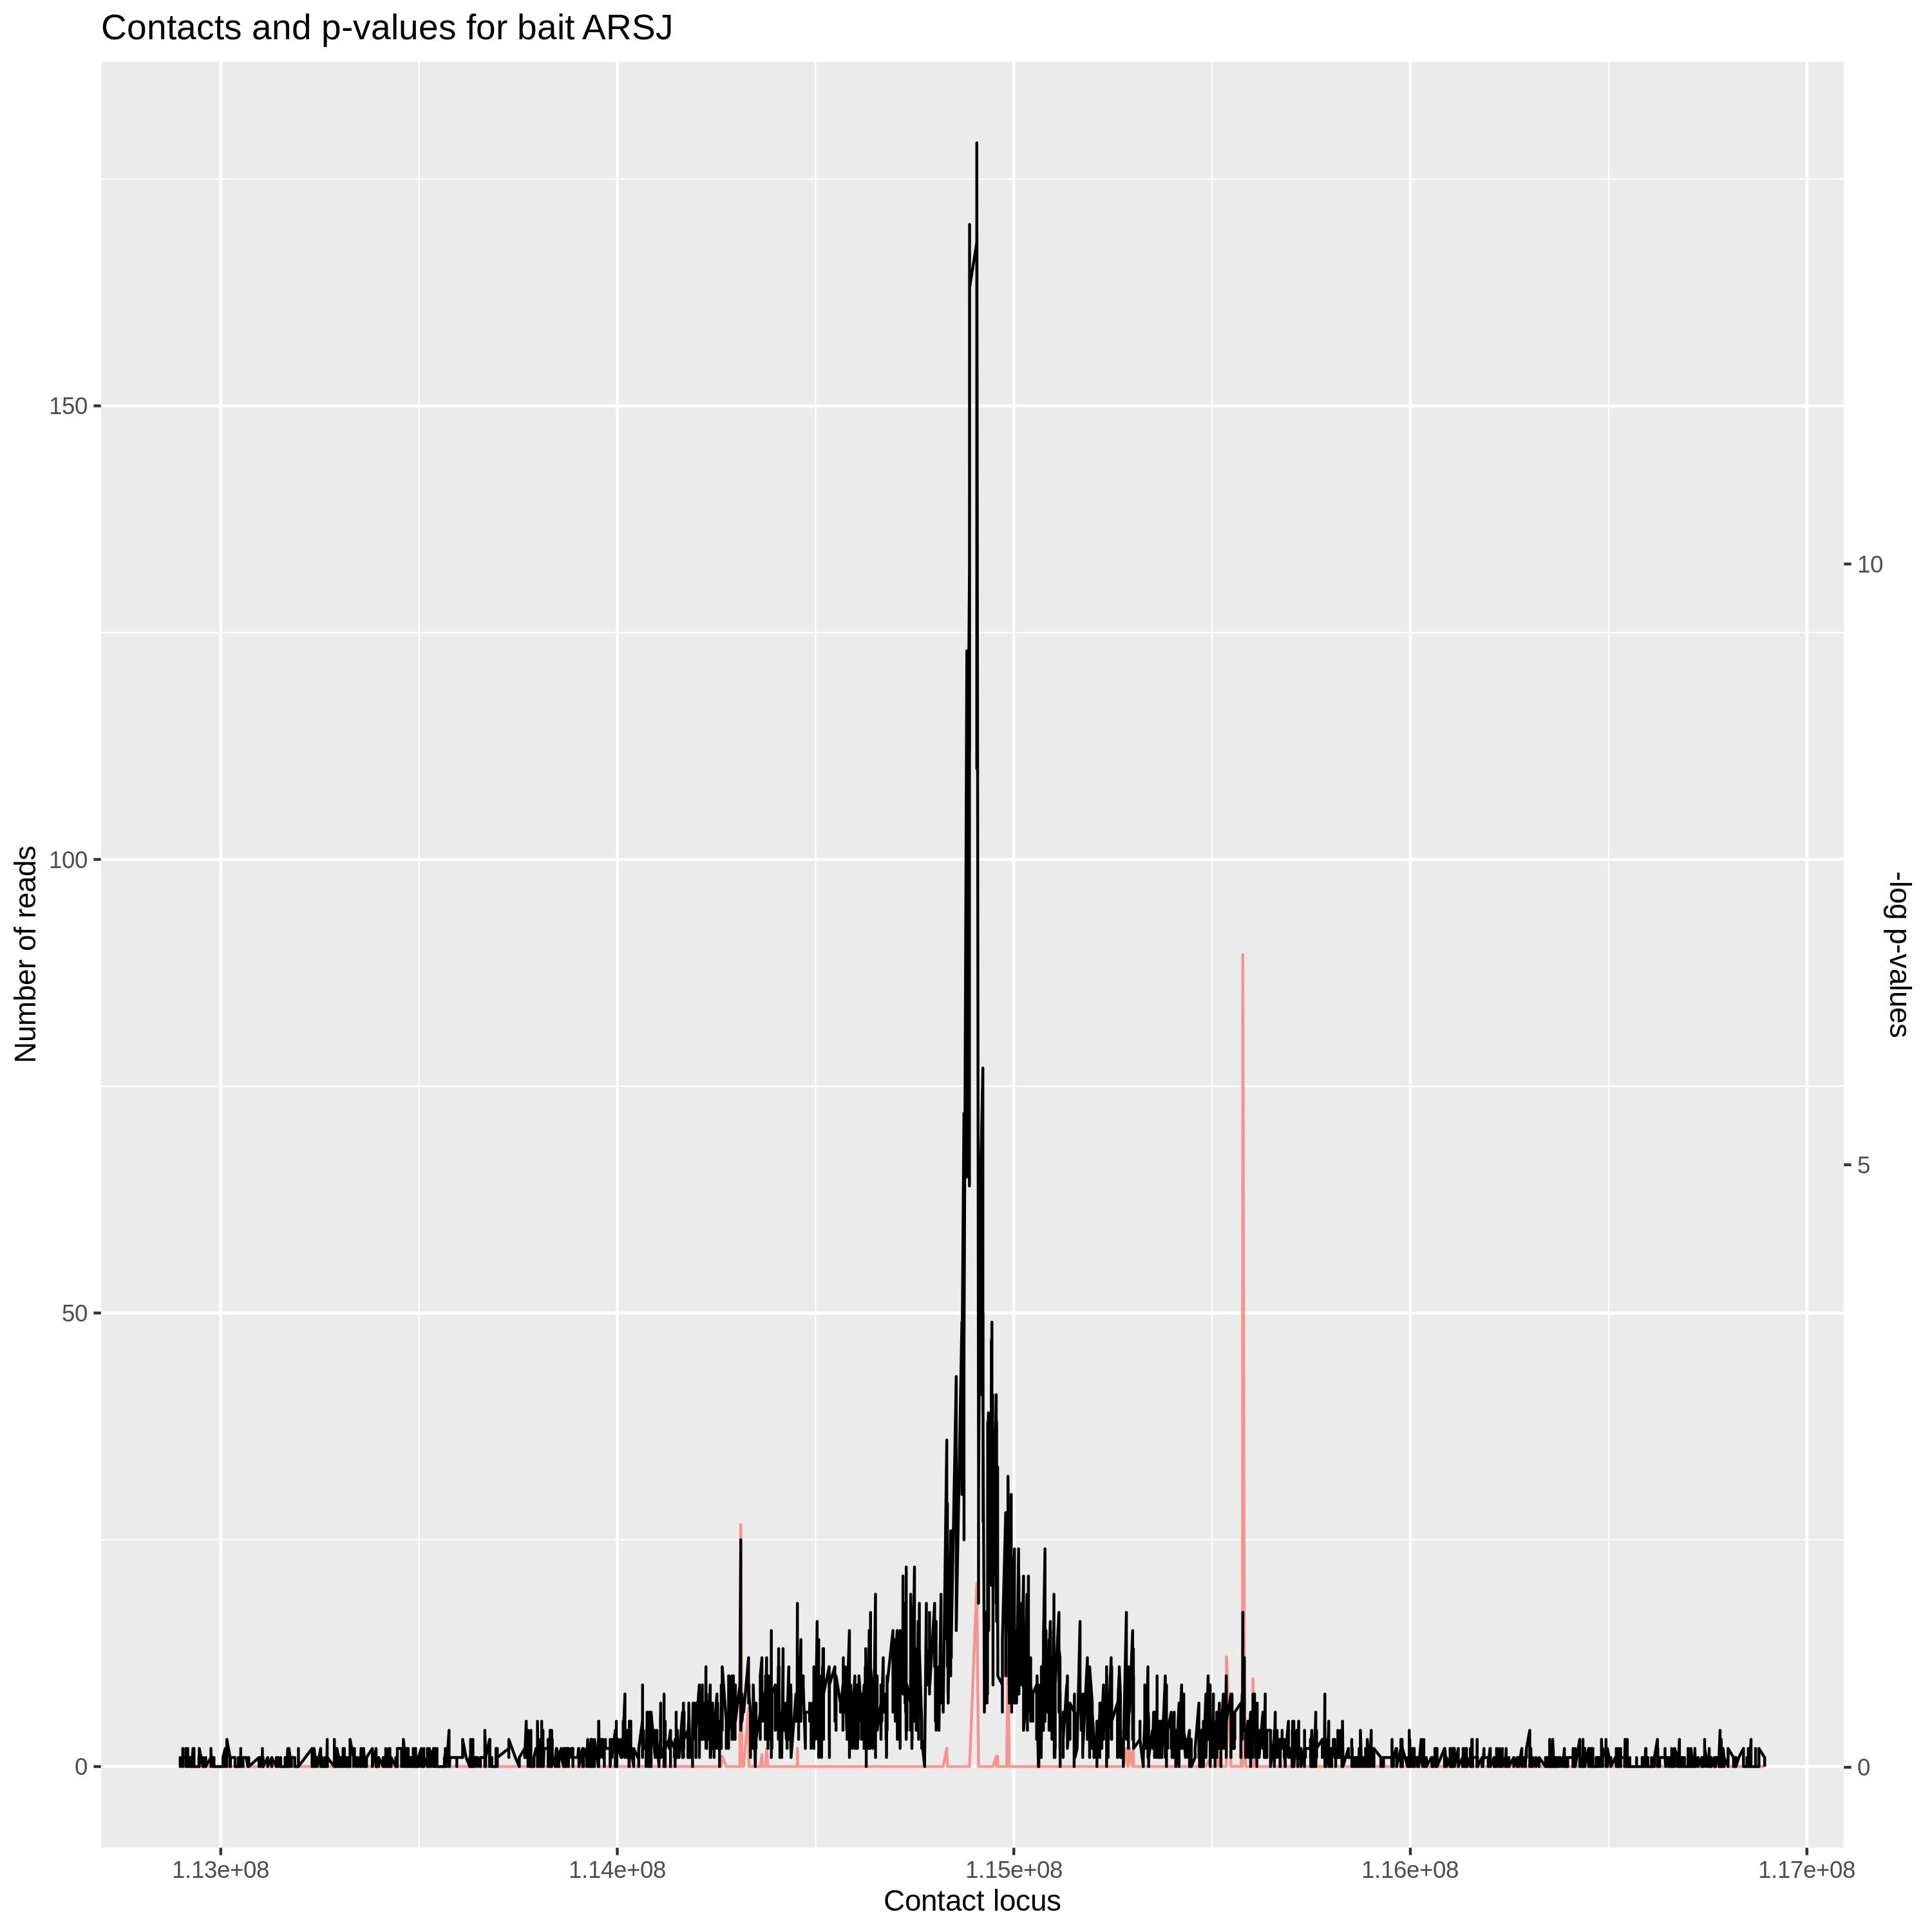 Contacts and p-values for bait ARSJ
Number of reads
150
100
50
0
10
5
0
-log p-values
1.13e+08
1.14e+08
1.15e+08
1.16e+08
1.17e+08
Contact locus